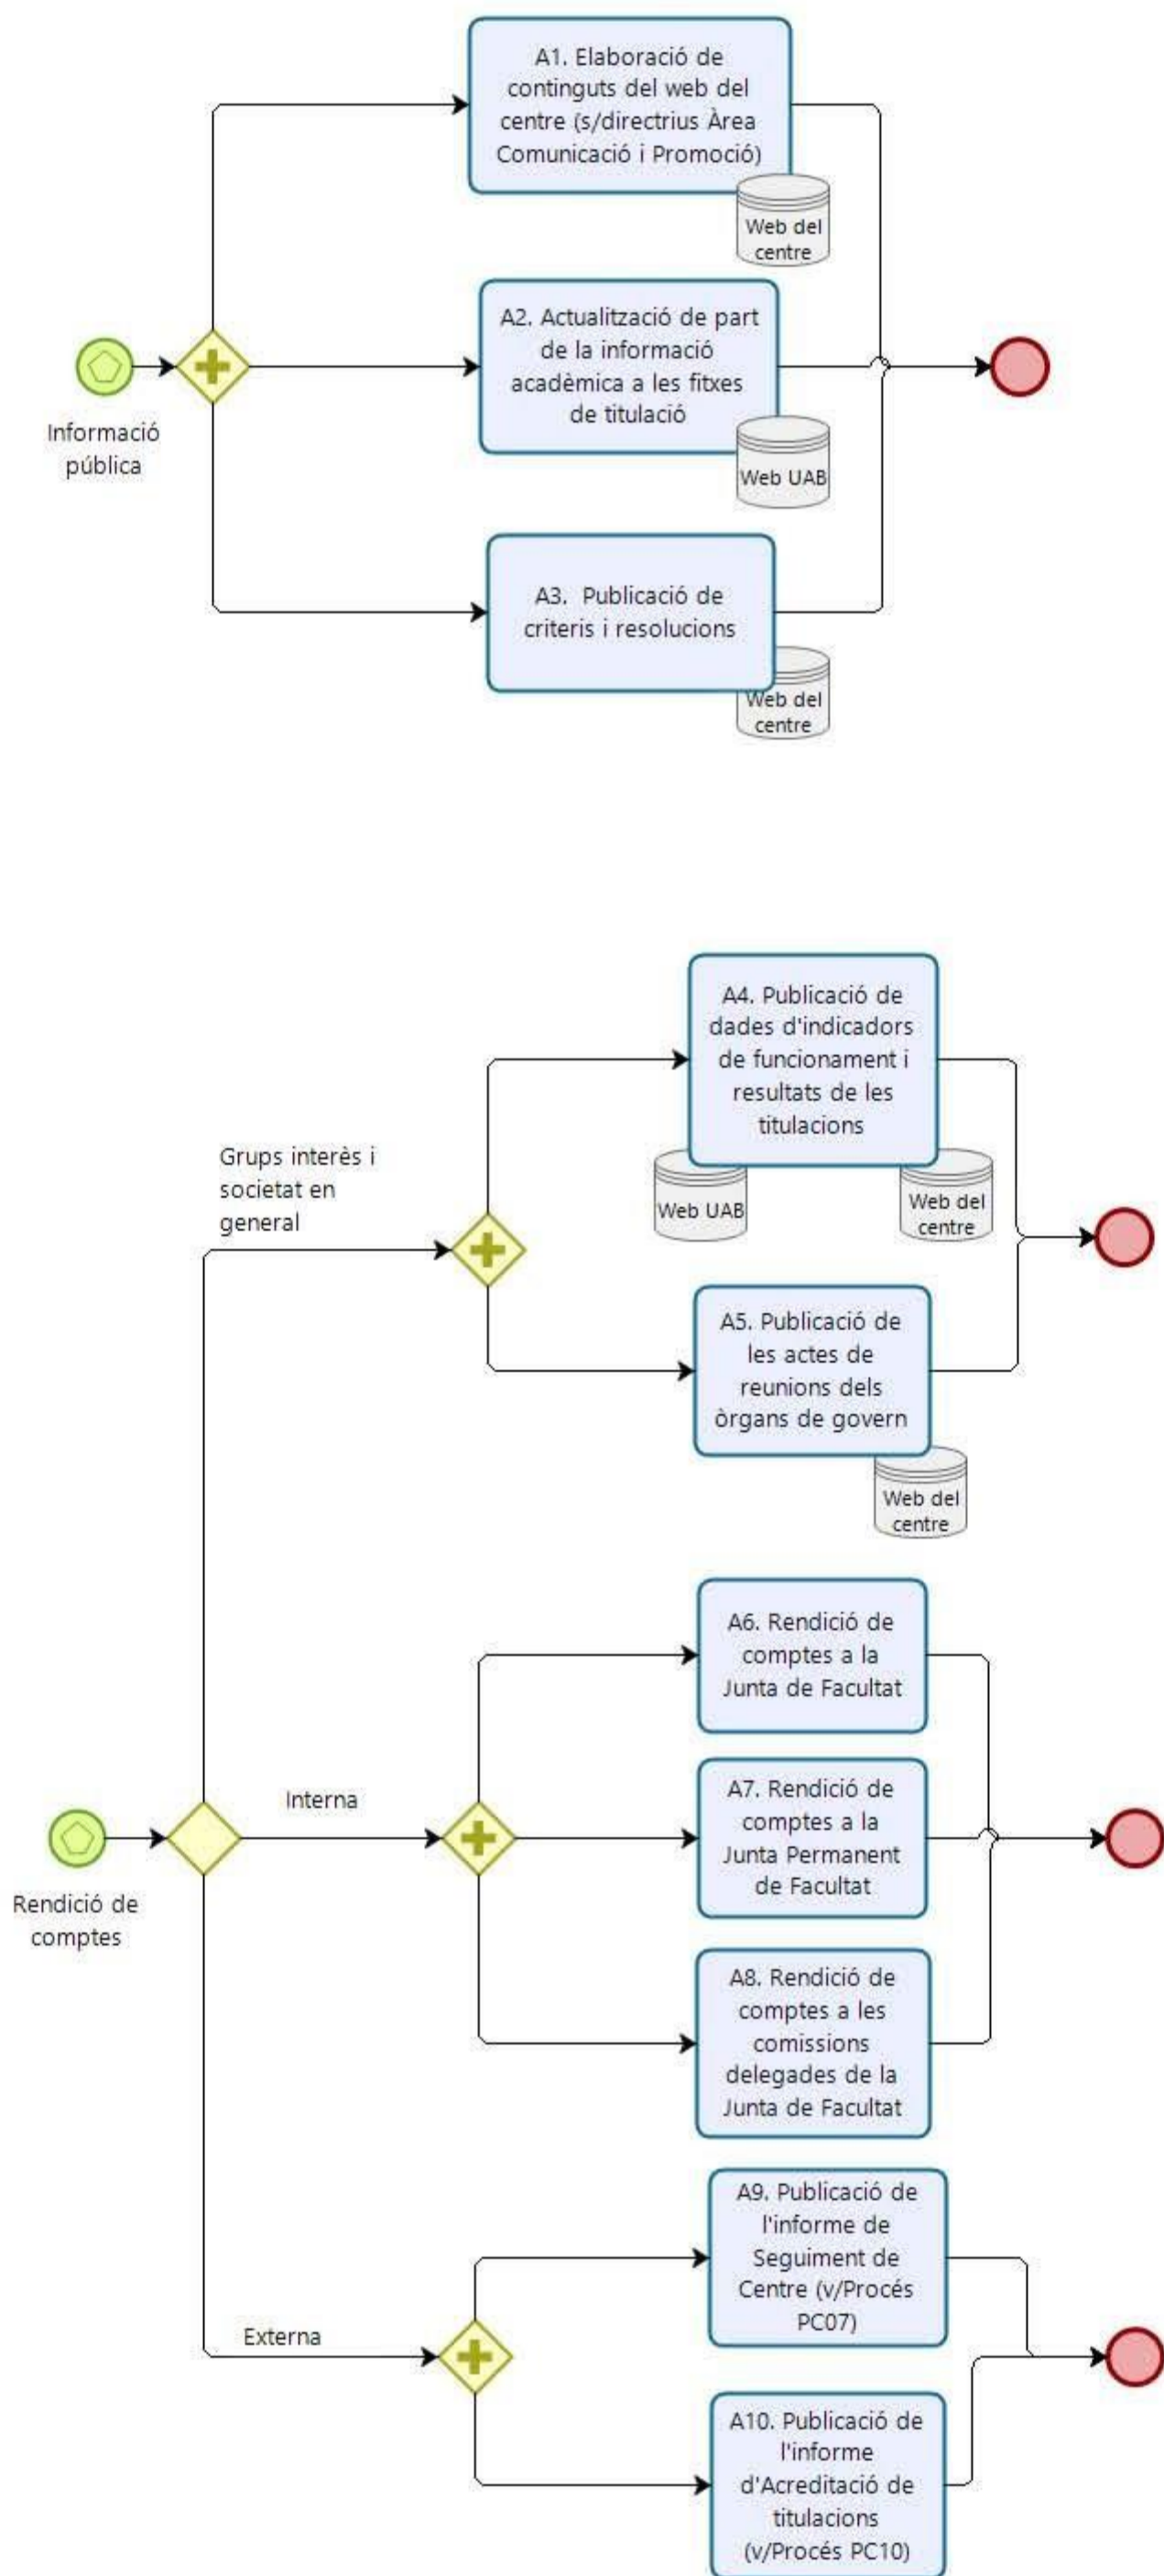 A1. Elaboració de
continguts del web del
centre (s/directrius Àrea
Comunicació i Promoció)
Web del
centre
A2. Actualització de part
de la informació
acadèmica a les fitxes
de titulació
Web UAB
Informació
pública
A3. Publicació de
criteris i resolucions
Web del
centre
A4. Publicació de
dades d'indicadors
de funcionament i
resultats de les
titulacions
Web UAB
Web del
centre
Grups interès i
societat en
general
A5. Publicació de
les actes de
reunions dels
òrgans de govern
Web del
centre
A6. Rendició de
comptes a la
Junta de Facultat
Interna
A7. Rendició de
comptes a la
Junta Permanent
de Facultat
Rendició de
comptes
A8. Rendició de
comptes a les
comissions
delegades de la
Junta de Facultat
A9. Publicació de
l'informe de
Seguiment de
Centre (v/Procés
PC07)
Externa
A10. Publicació de
l'informe
d'Acreditació de
titulacions
(v/Procés PC10)